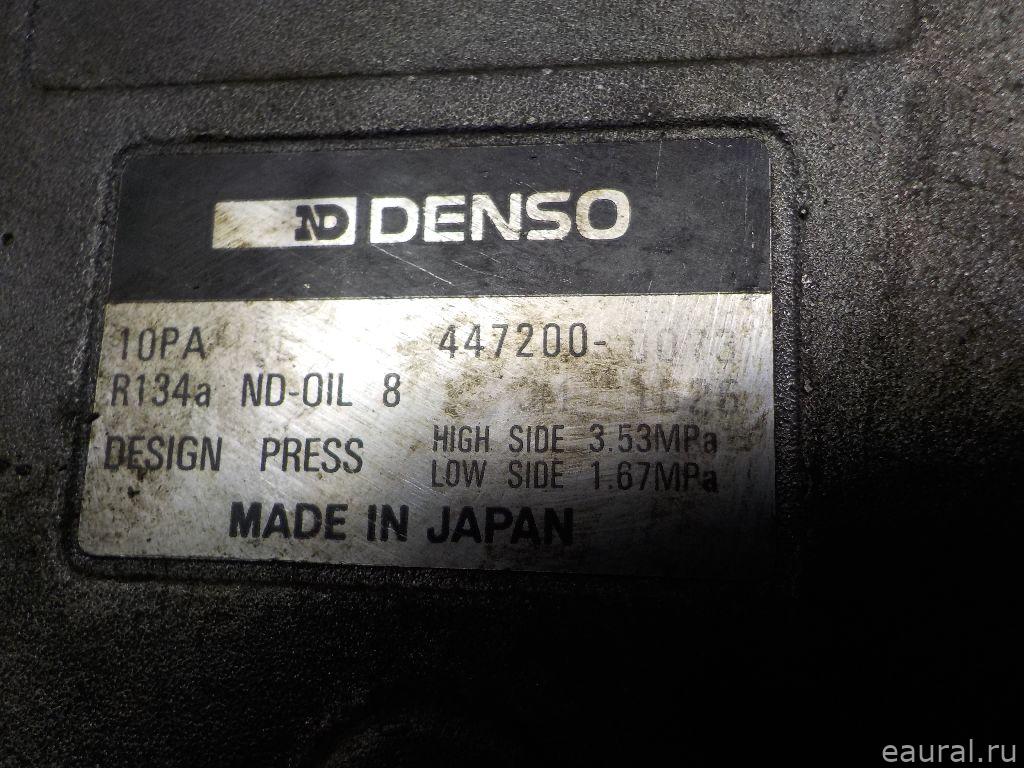 ND DENSO
10PA 447200-
R134a ND-OIL 8
DESIGN PRESS HIGH SIDE 3.53MPa
LOW SIDE 1.67MPa
MADE IN JAPAN
eaural.ru